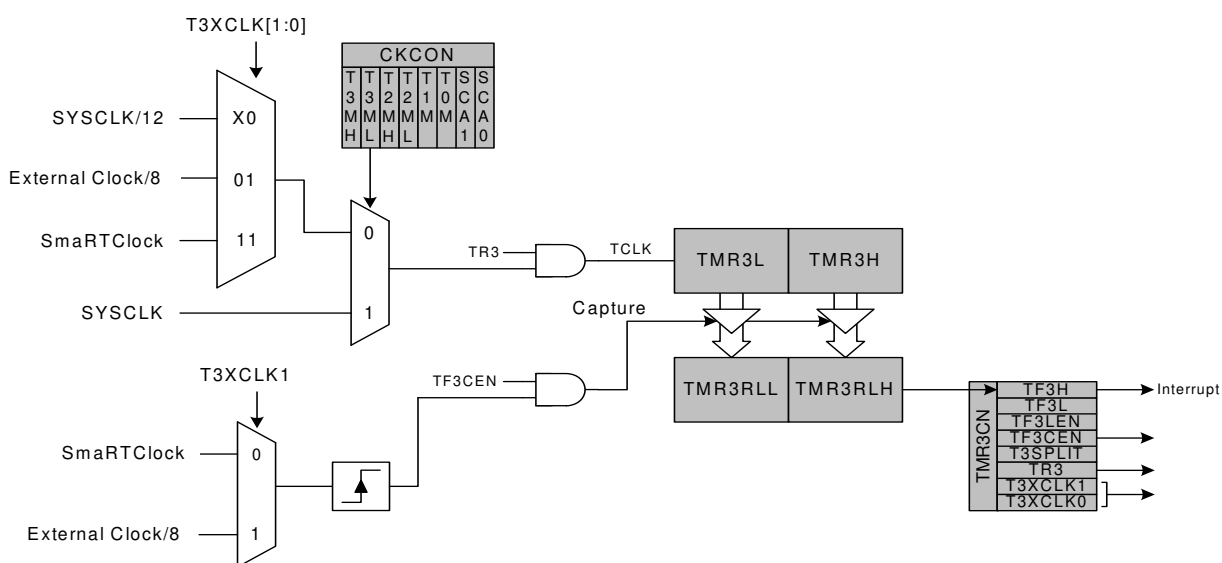 T3XCLK[1:0]
CKCON
T3MH
T3ML
T2MH
T2ML
T1M
T0M
SCA1
SCA0
SYSCLK/12
X0
External Clock/8
01
SmaRTClock
11
0
SYSCLK
1
TR3
TCLK
TMR3L
TMR3H
Capture
T3XCLK1
TF3CEN
TMR3RLL
TMR3RLH
SmaRTClock
0
External Clock/8
1
TMR3CN
TF3H
Interrupt
TF3L
TF3LEN
TF3CEN
T3SPLIT
TR3
T3XCLK1
T3XCLK0